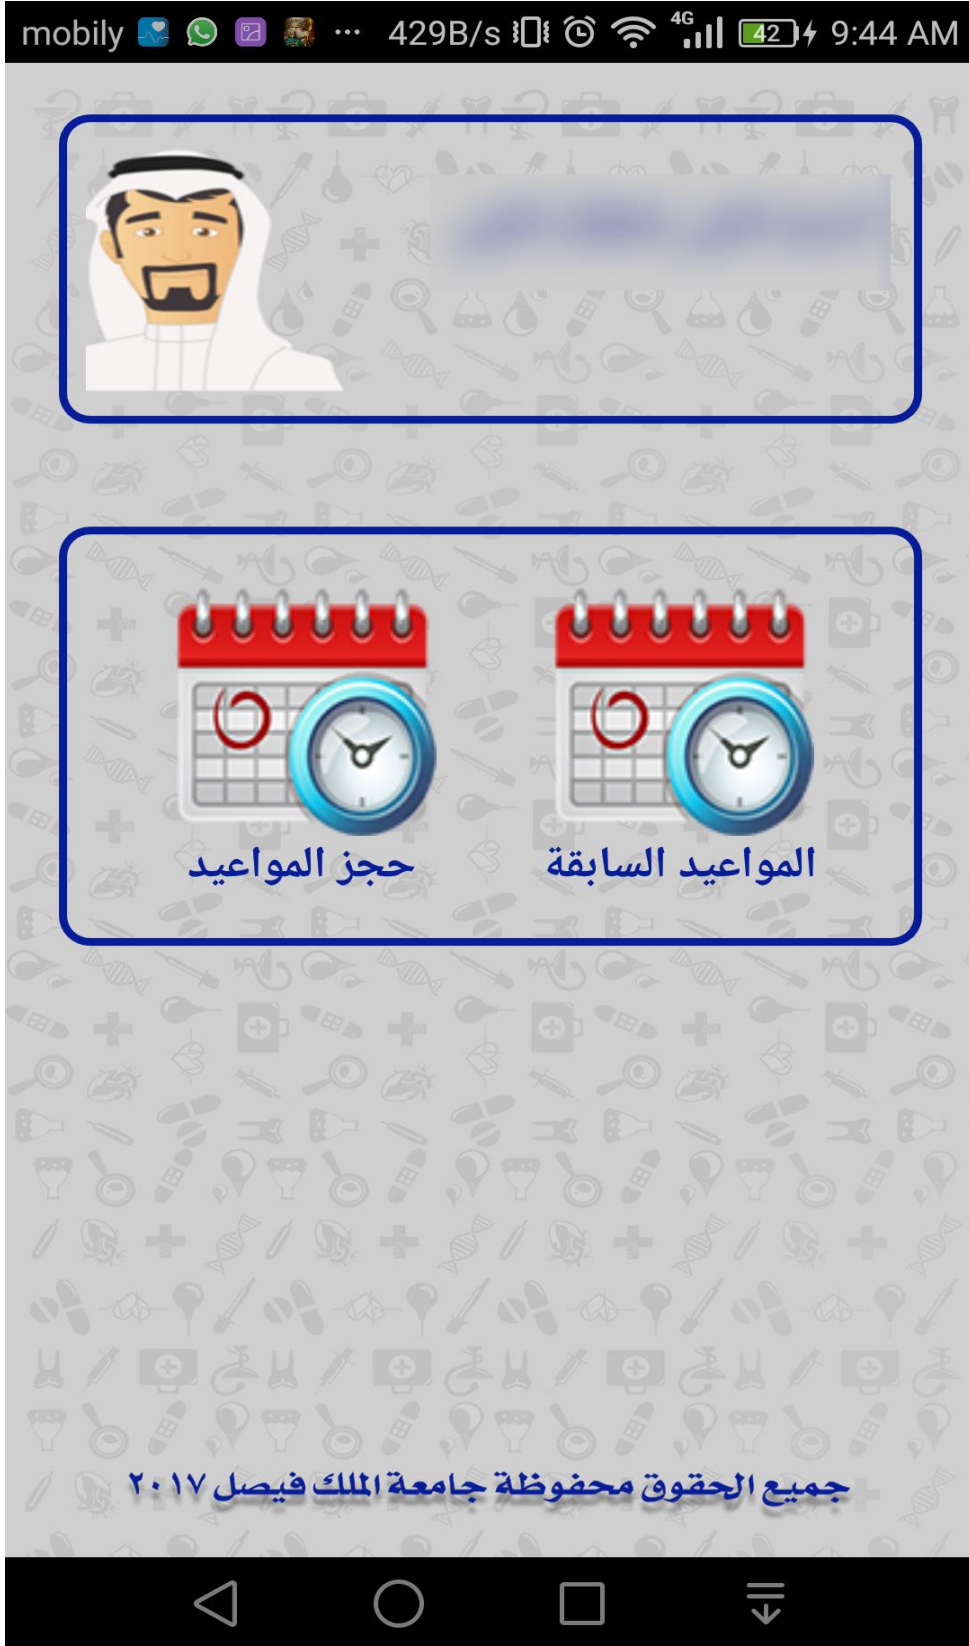 mobily ... 429B/s 4G 42 9:44 AM
المواعيد السابقة
حجز المواعيد
جميع الحقوق محفوظة جامعة الملك فيصل ٢٠١٧